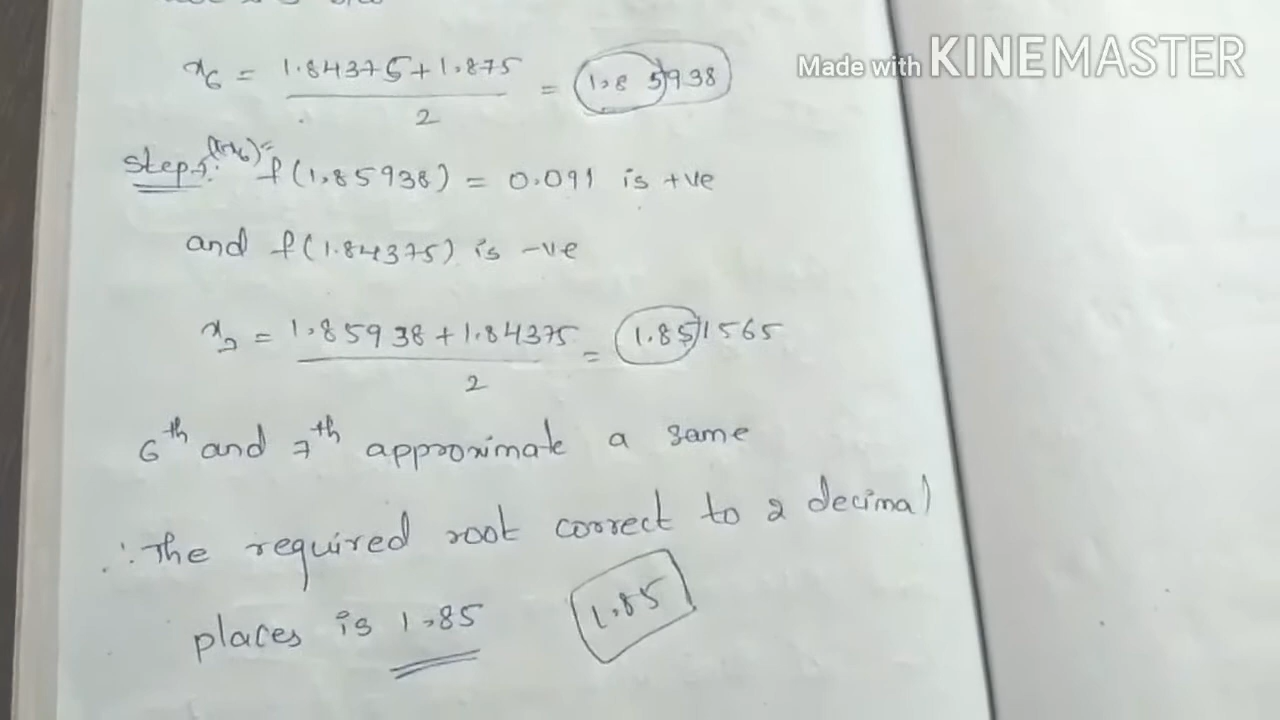 Made with KINEMASTER
x6 = 1.84375+1.875 / 2 = 1.85938
Step 5: (x6) = f(1.85938) = 0.091 is +ve
and f(1.84375) is -ve
x7 = 1.85938+1.84375 / 2 = 1.851565
6th and 7th approximate a same
∴ The required root correct to 2 decimal
places is 1.85 1.85